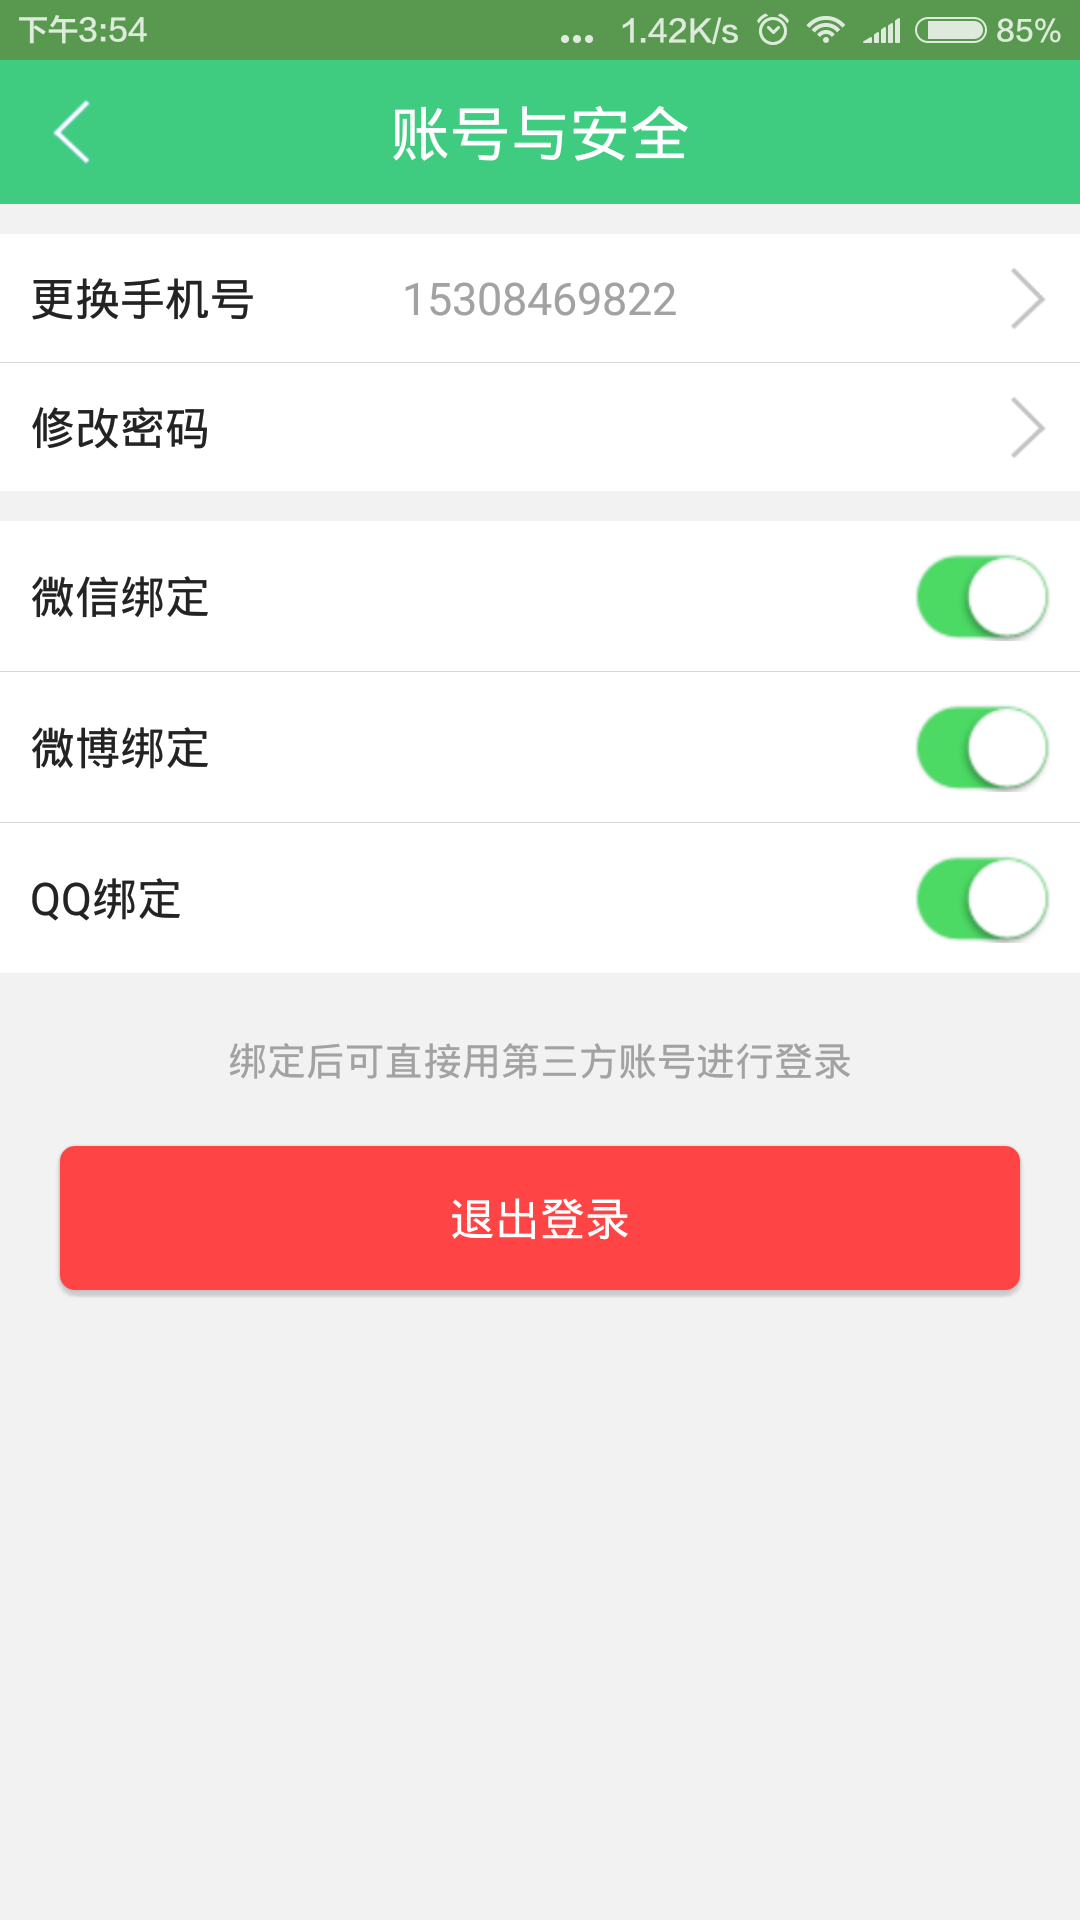 下午3:54 ... 1.42K/s 85%
账号与安全
更换手机号 15308469822
修改密码
微信绑定
微博绑定
QQ绑定
绑定后可直接用第三方账号进行登录
退出登录